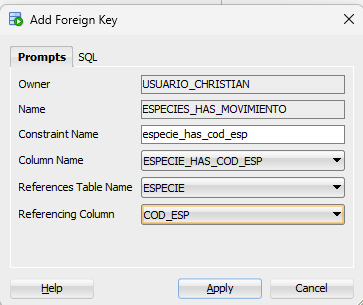 Add Foreign Key
Prompts SQL
Owner USUARIO_CHRISTIAN
Name ESPECIES_HAS_MOVIMIENTO
Constraint Name especie_has_cod_esp
Column Name ESPECIE_HAS_COD_ESP
References Table Name ESPECIE
Referencing Column COD_ESP
Help Apply Cancel